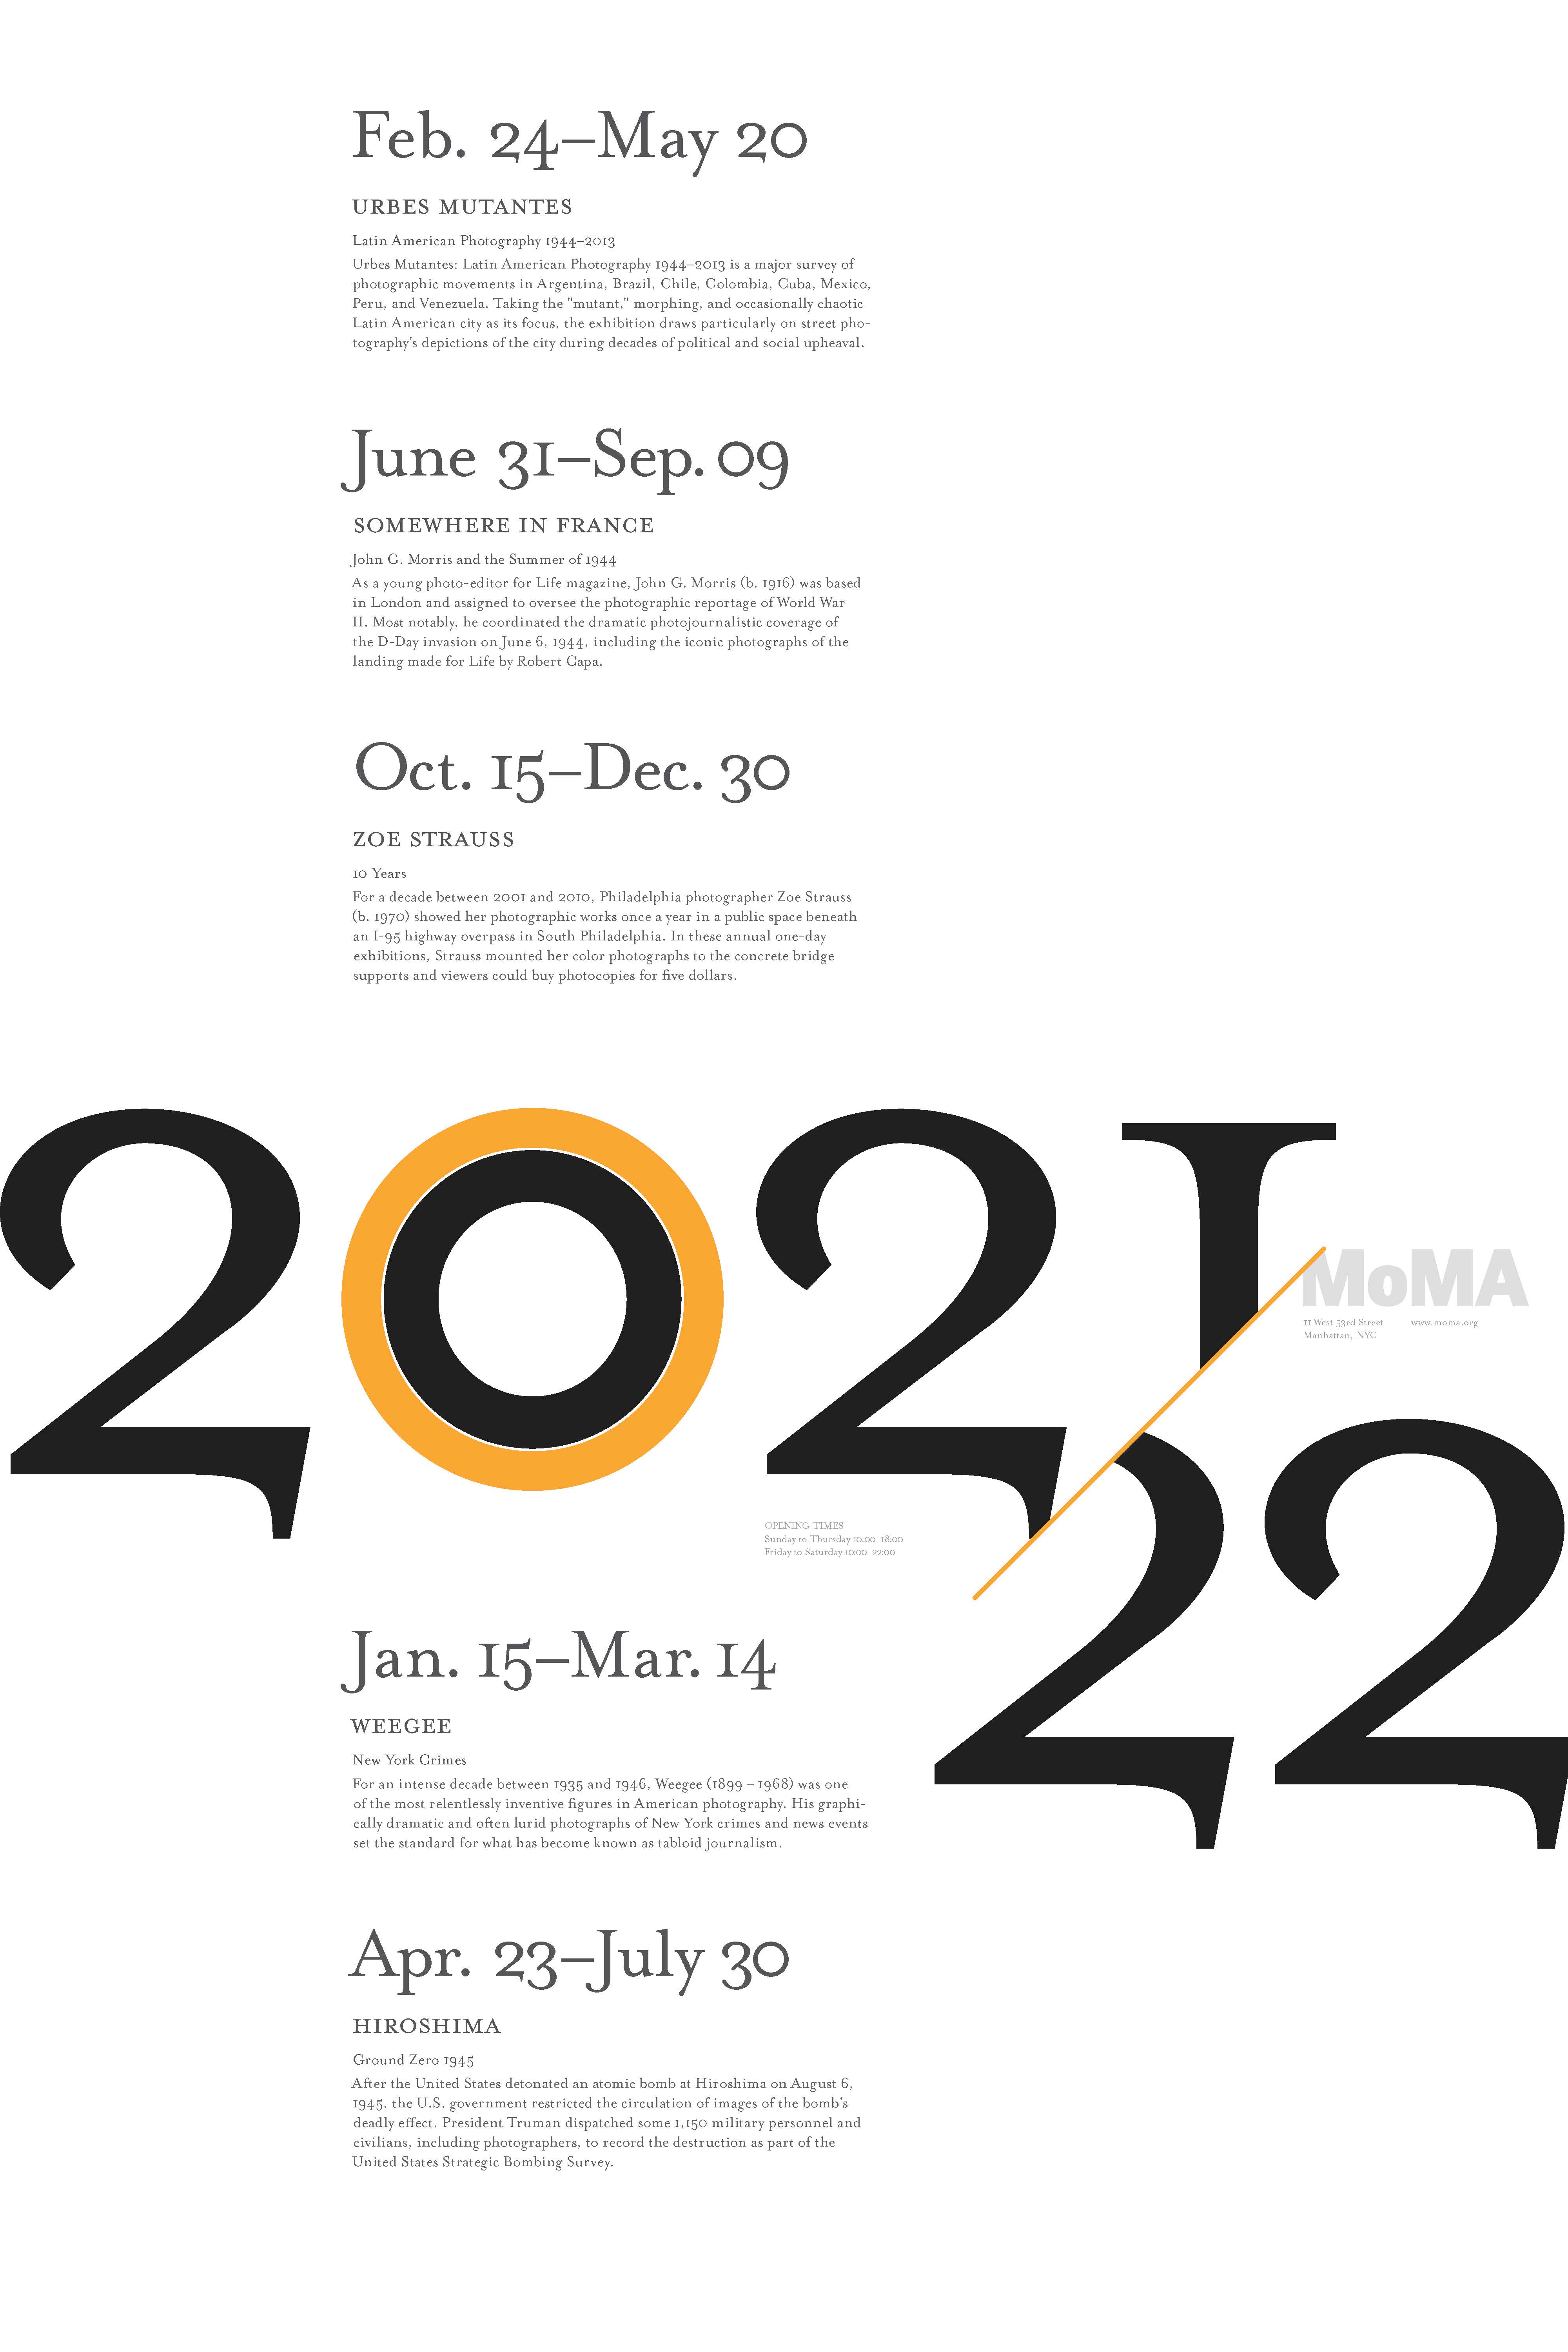 Feb. 24–May 20
URBES MUTANTES
Latin American Photography 1944–2013
Urbes Mutantes: Latin American Photography 1944–2013 is a major survey of
photographic movements in Argentina, Brazil, Chile, Colombia, Cuba, Mexico,
Peru, and Venezuela. Taking the "mutant," morphing, and occasionally chaotic
Latin American city as its focus, the exhibition draws particularly on street pho-
tography's depictions of the city during decades of political and social upheaval.
June 31–Sep. 09
SOMEWHERE IN FRANCE
John G. Morris and the Summer of 1944
As a young photo-editor for Life magazine, John G. Morris (b. 1916) was based
in London and assigned to oversee the photographic reportage of World War
II. Most notably, he coordinated the dramatic photojournalistic coverage of
the D-Day invasion on June 6, 1944, including the iconic photographs of the
landing made for Life by Robert Capa.
Oct. 15–Dec. 30
ZOE STRAUSS
10 Years
For a decade between 2001 and 2010, Philadelphia photographer Zoe Strauss
(b. 1970) showed her photographic works once a year in a public space beneath
an I-95 highway overpass in South Philadelphia. In these annual one-day
exhibitions, Strauss mounted her color photographs to the concrete bridge
supports and viewers could buy photocopies for five dollars.
2021
22
MoMA
11 West 53rd Street
Manhattan, NYC
www.moma.org
OPENING TIMES
Sunday to Thursday 10:00–18:00
Friday to Saturday 10:00–22:00
Jan. 15–Mar. 14
WEEGEE
New York Crimes
For an intense decade between 1935 and 1946, Weegee (1899 – 1968) was one
of the most relentlessly inventive figures in American photography. His graphi-
cally dramatic and often lurid photographs of New York crimes and news events
set the standard for what has become known as tabloid journalism.
Apr. 23–July 30
HIROSHIMA
Ground Zero 1945
After the United States detonated an atomic bomb at Hiroshima on August 6,
1945, the U.S. government restricted the circulation of images of the bomb's
deadly effect. President Truman dispatched some 1,150 military personnel and
civilians, including photographers, to record the destruction as part of the
United States Strategic Bombing Survey.